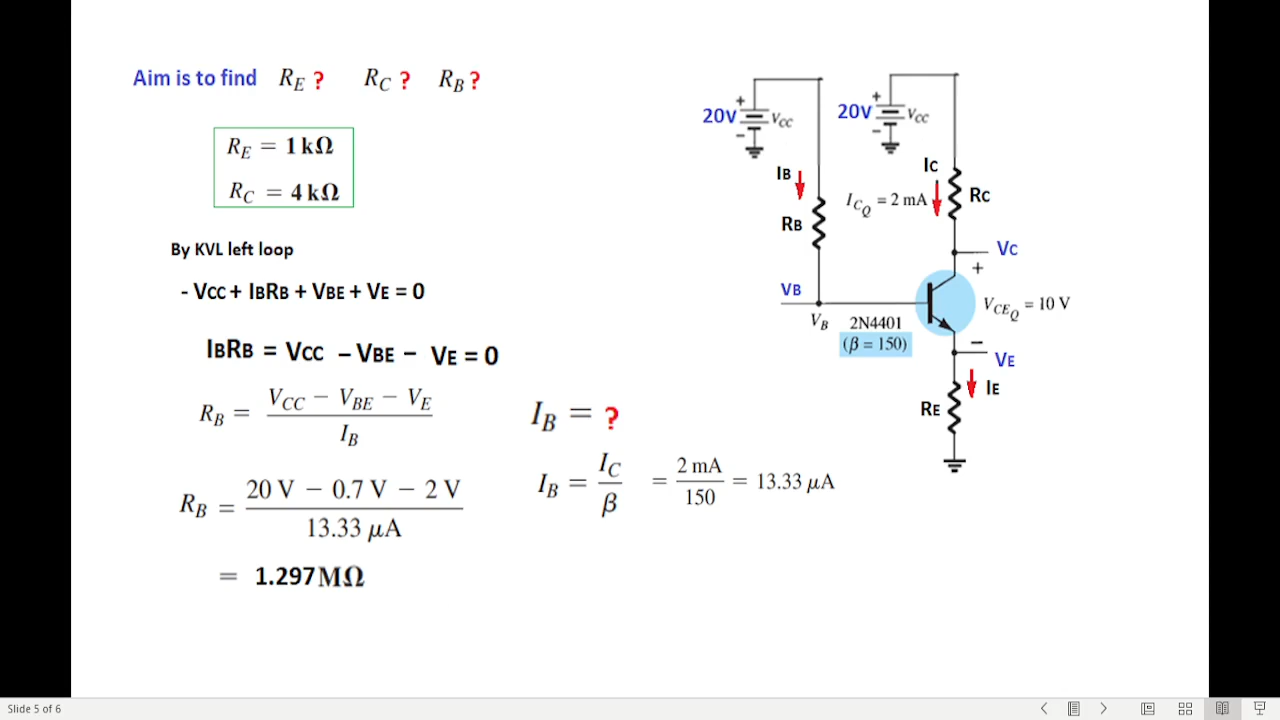 Aim is to find R_E ? R_C ? R_B ?
R_E = 1 kΩ
R_C = 4 kΩ
By KVL left loop
- VCC + IBRB + VBE + VE = 0
IBRB = VCC – VBE – VE = 0
R_B = (V_CC − V_BE − V_E) / I_B
R_B = (20 V − 0.7 V − 2 V) / 13.33 μA
= 1.297 MΩ
I_B = ?
I_B = I_C / β = 2 mA / 150 = 13.33 μA
20V + − V_CC
20V + − V_CC
IB
RB
IC
I_CQ = 2 mA
RC
VC
+
VB
V_B
2N4401
(β = 150)
V_CEQ = 10 V
−
VE
IE
RE
Slide 5 of 6